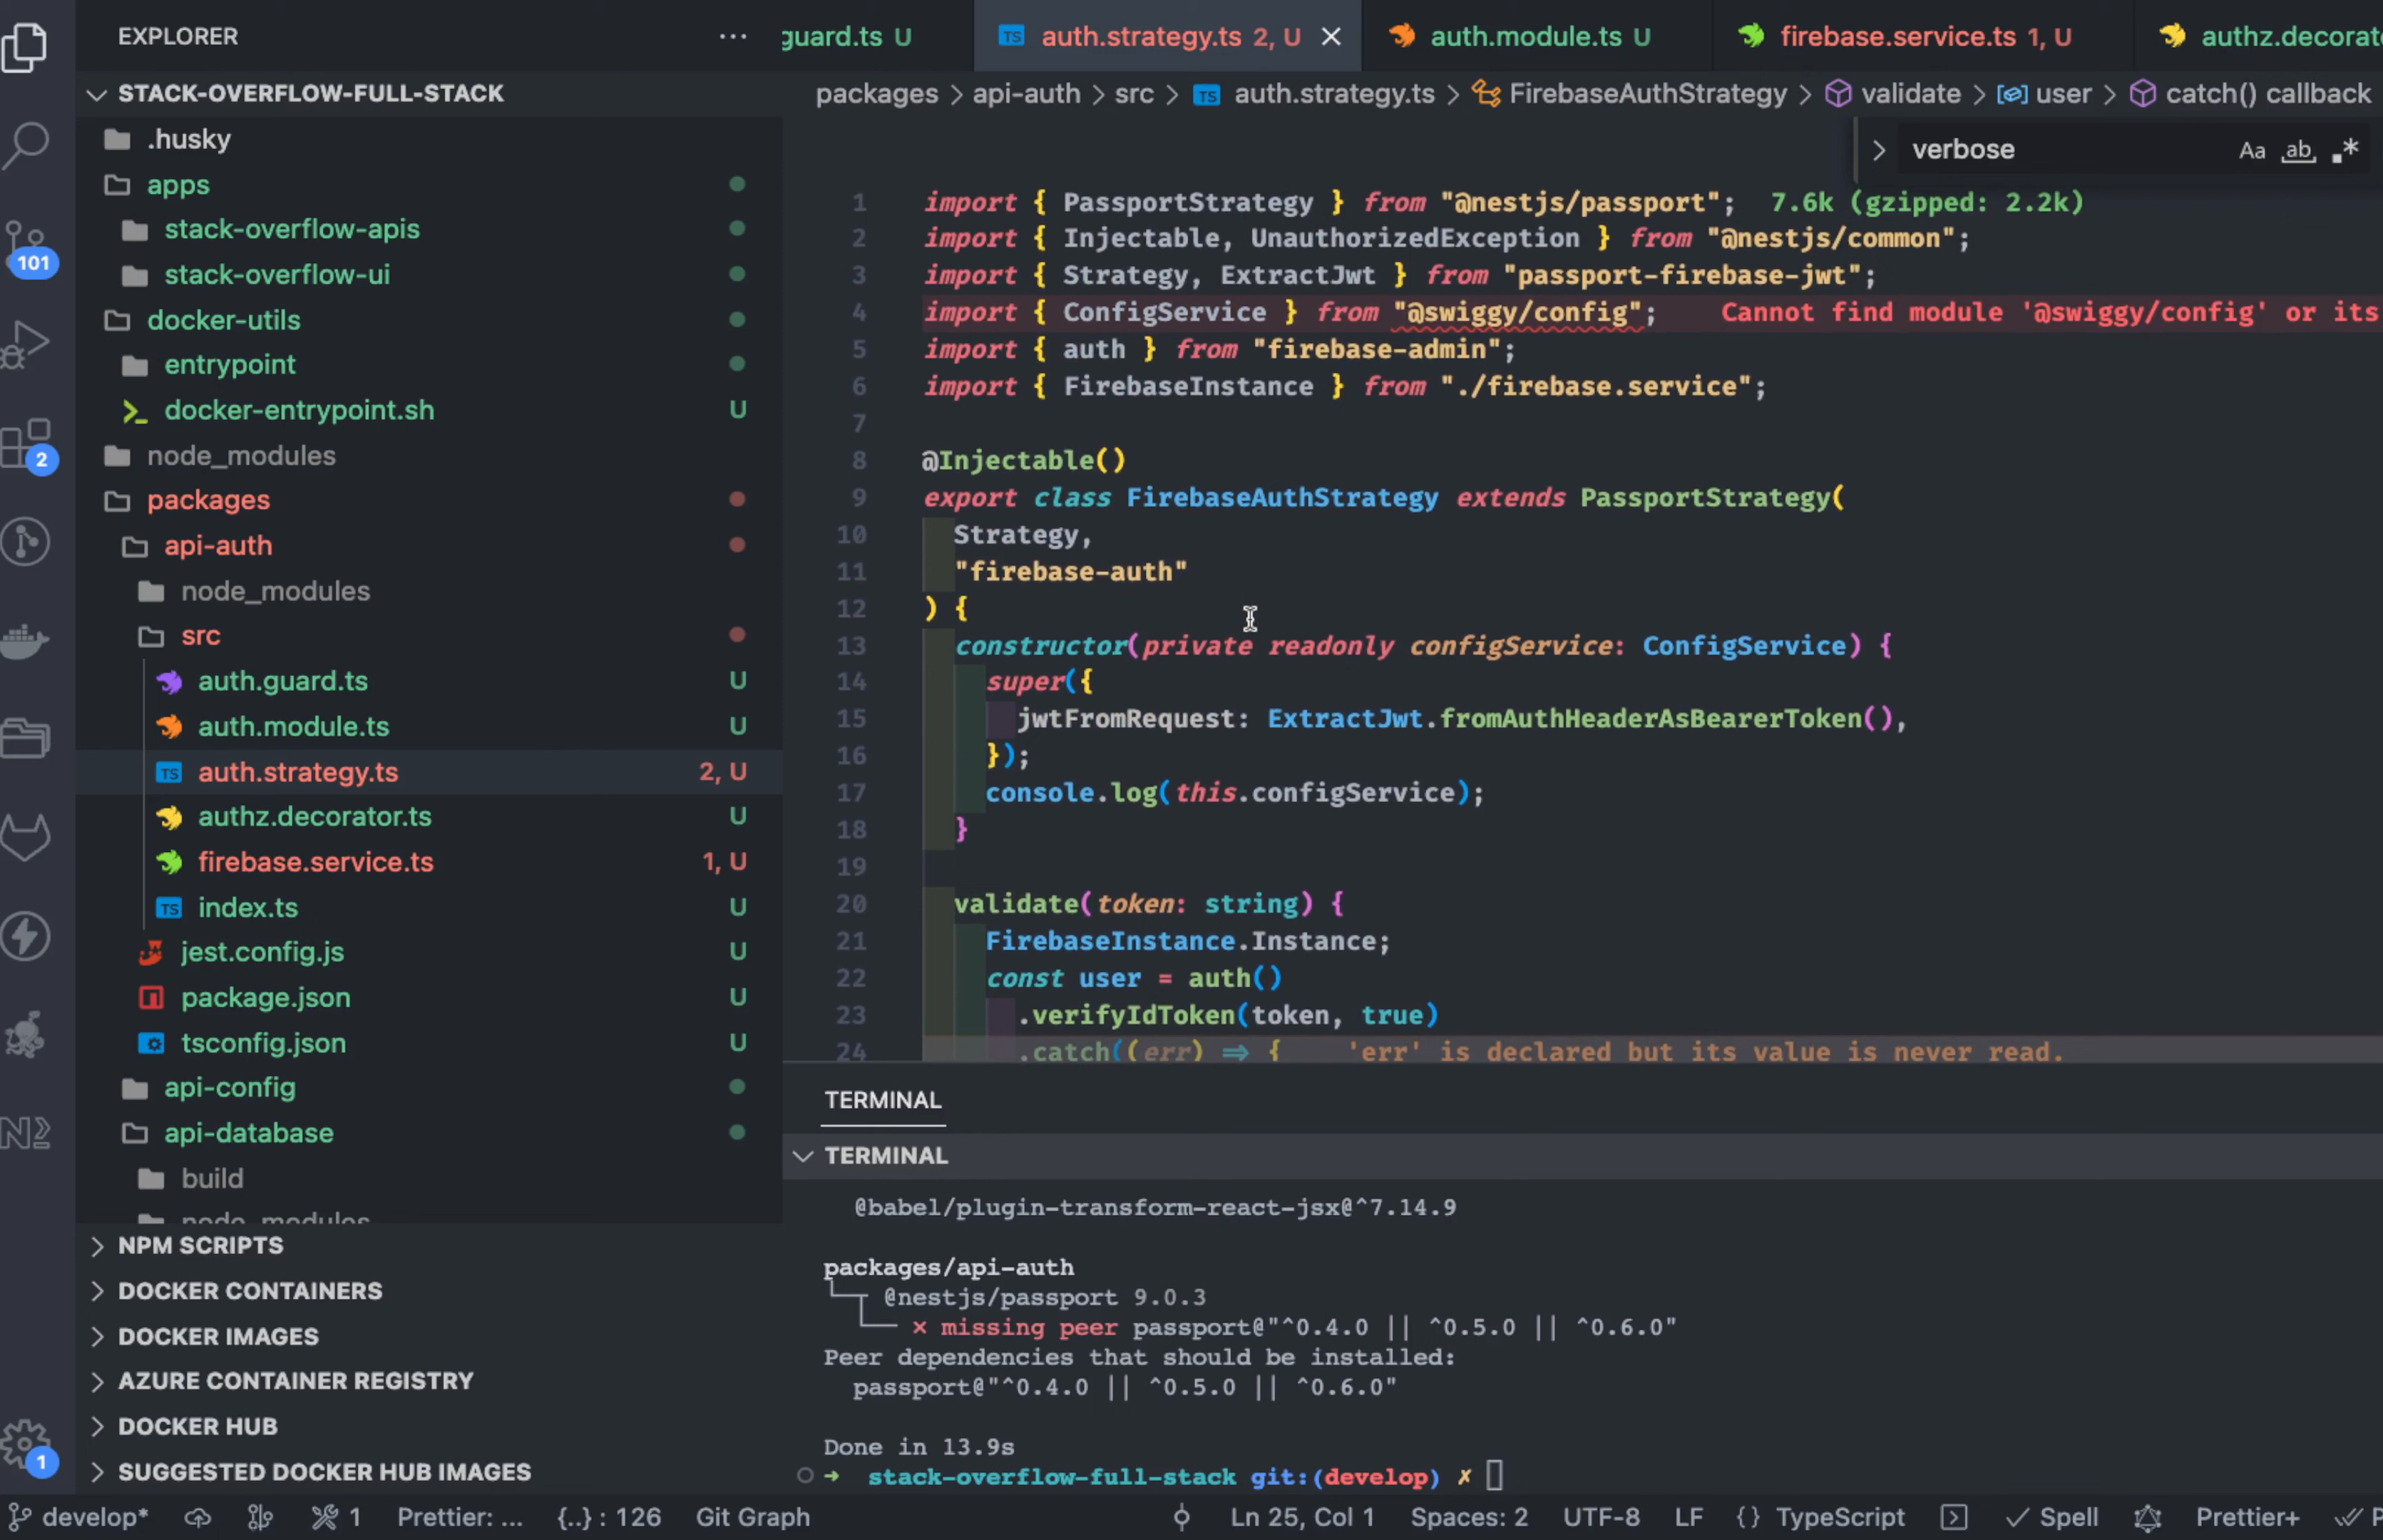 EXPLORER
STACK-OVERFLOW-FULL-STACK
.husky
apps
stack-overflow-apis
stack-overflow-ui
docker-utils
entrypoint
docker-entrypoint.sh U
node_modules
packages
api-auth
node_modules
src
auth.guard.ts U
auth.module.ts U
auth.strategy.ts 2, U
authz.decorator.ts U
firebase.service.ts 1, U
index.ts U
jest.config.js U
package.json U
tsconfig.json U
api-config
api-database
build
node_modules
NPM SCRIPTS
DOCKER CONTAINERS
DOCKER IMAGES
AZURE CONTAINER REGISTRY
DOCKER HUB
SUGGESTED DOCKER HUB IMAGES
101
2
1
guard.ts U
TS auth.strategy.ts 2, U
auth.module.ts U
firebase.service.ts 1, U
authz.decorat
packages > api-auth > src > TS auth.strategy.ts > FirebaseAuthStrategy > validate > user > catch() callback
verbose Aa ab .*
1 import { PassportStrategy } from "@nestjs/passport"; 7.6k (gzipped: 2.2k)
2 import { Injectable, UnauthorizedException } from "@nestjs/common";
3 import { Strategy, ExtractJwt } from "passport-firebase-jwt";
4 import { ConfigService } from "@swiggy/config"; Cannot find module '@swiggy/config' or its
5 import { auth } from "firebase-admin";
6 import { FirebaseInstance } from "./firebase.service";
7
8 @Injectable()
9 export class FirebaseAuthStrategy extends PassportStrategy(
10 Strategy,
11 "firebase-auth"
12 ) {
13 constructor(private readonly configService: ConfigService) {
14 super({
15 jwtFromRequest: ExtractJwt.fromAuthHeaderAsBearerToken(),
16 });
17 console.log(this.configService);
18 }
19
20 validate(token: string) {
21 FirebaseInstance.Instance;
22 const user = auth()
23 .verifyIdToken(token, true)
24 .catch((err) ⇒ { 'err' is declared but its value is never read.
TERMINAL
TERMINAL
@babel/plugin-transform-react-jsx@^7.14.9
packages/api-auth
└─┬ @nestjs/passport 9.0.3
└── ✕ missing peer passport@"^0.4.0 || ^0.5.0 || ^0.6.0"
Peer dependencies that should be installed:
passport@"^0.4.0 || ^0.5.0 || ^0.6.0"
Done in 13.9s
➜ stack-overflow-full-stack git:(develop) ✗
develop* 1 Prettier: ... {..} : 126 Git Graph Ln 25, Col 1 Spaces: 2 UTF-8 LF {} TypeScript Spell Prettier+ P